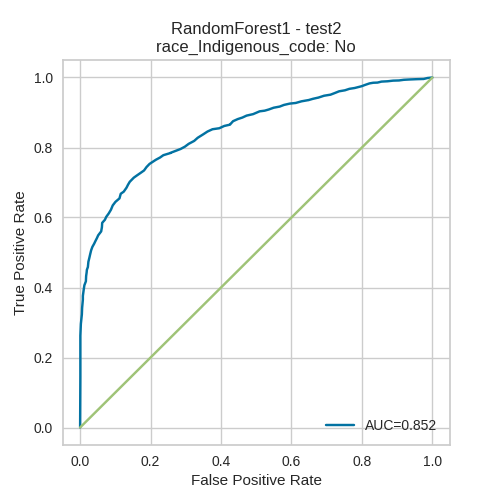 RandomForest1 - test2
race_Indigenous_code: No
1.0
0.8
0.6
0.4
0.2
0.0
True Positive Rate
0.0 0.2 0.4 0.6 0.8 1.0
False Positive Rate
AUC=0.852